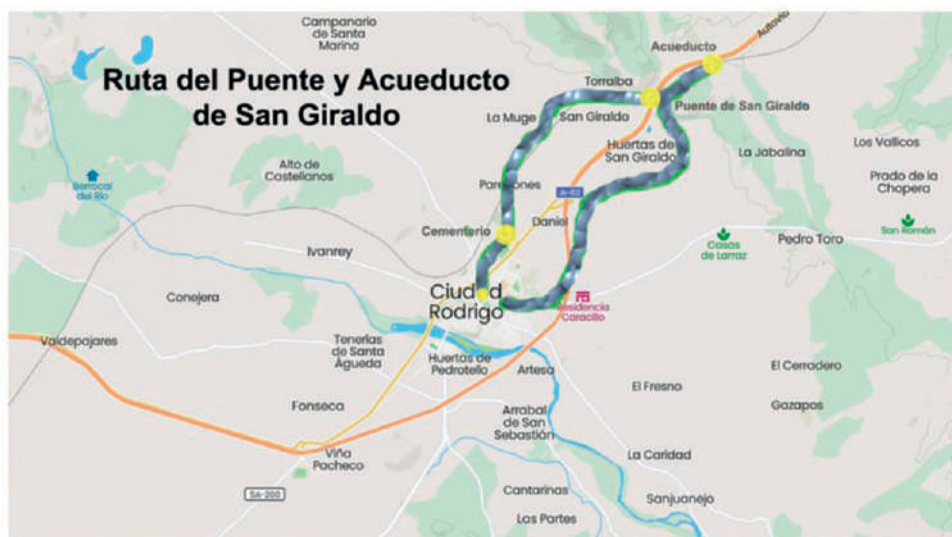 Campanario
de Santa
Marina
Ruta del Puente y Acueducto
de San Giraldo
Acueducto
Autovía
Torralba
Puente de San Giraldo
La Muge
San Giraldo
Huertas de
San Giraldo
La Jabalina
Los Vallicos
Prado de la
Chopera
Alto de
Castellanos
Berrocal
del Río
Paredones
A-62
Daniel
Cementerio
San Román
Pedro Toro
Casas
de Larraz
Ivanrey
Conejera
Ciudad
Rodrigo
Residencia
Caracillo
Valdepajares
Tenerías
de Santa
Águeda
Huertas de
Pedrotello
Artesa
El Cerradero
El Fresno
Gazapos
Fonseca
Arrabal
de San
Sebastián
Viña
Pacheco
La Caridad
SA-200
Cantarinas
Sanjuanejo
Las Partes